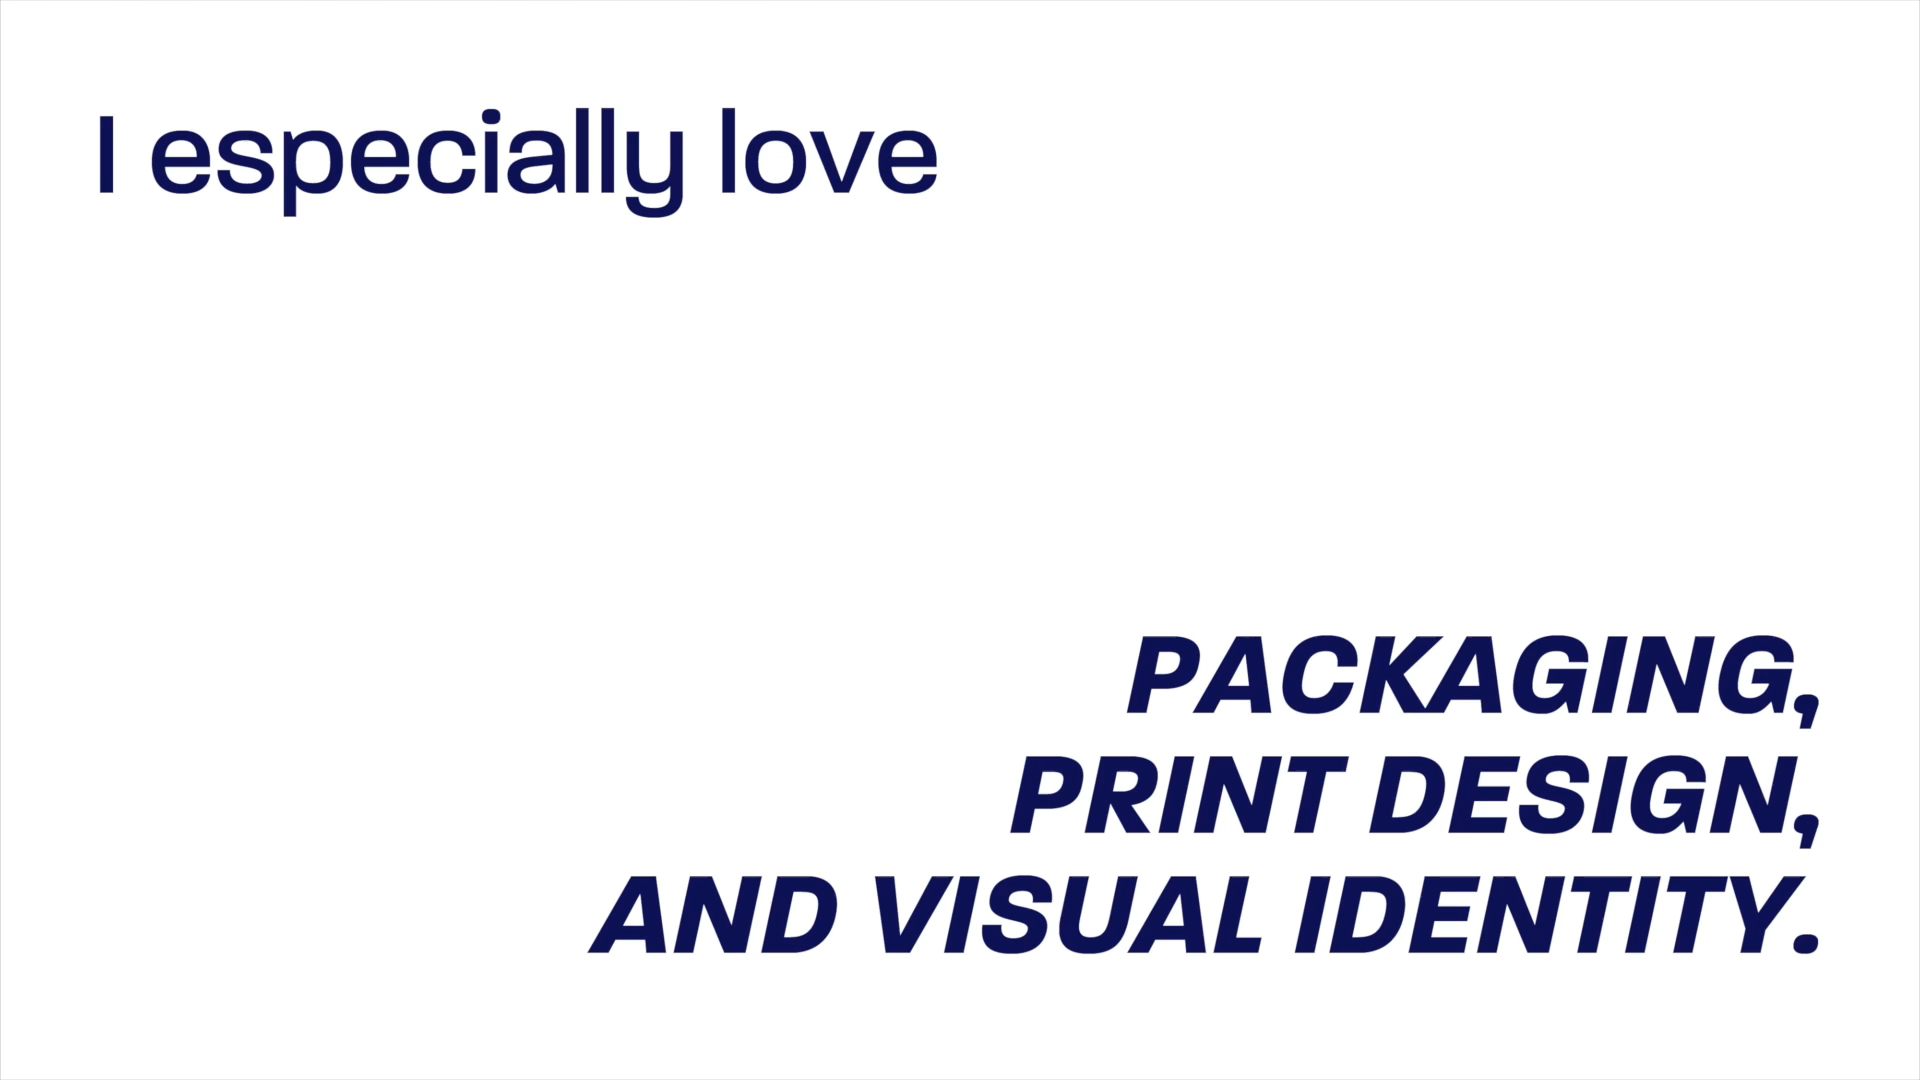 I especially love
PACKAGING,
PRINT DESIGN,
AND VISUAL IDENTITY.